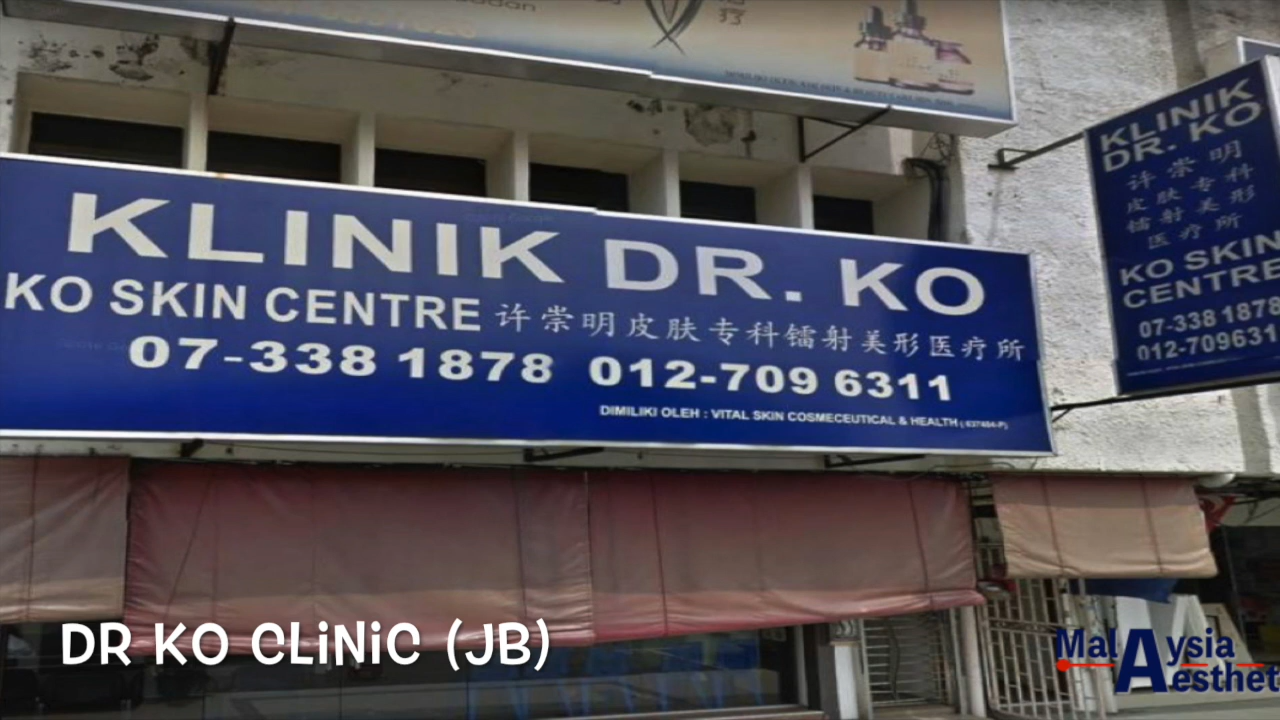 KLINIK DR. KO
KO SKIN CENTRE 许崇明皮肤专科镭射美形医疗所
07-338 1878 012-709 6311
DIMILIKI OLEH : VITAL SKIN COSMECEUTICAL & HEALTH ( 637484-P)
KLINIK
DR. KO
许崇明
皮肤专科
镭射美形
医疗所
KO SKIN
CENTRE
07-338 1878
012-709631
DR KO CLiNiC (JB)
Malaysia
Aesthet